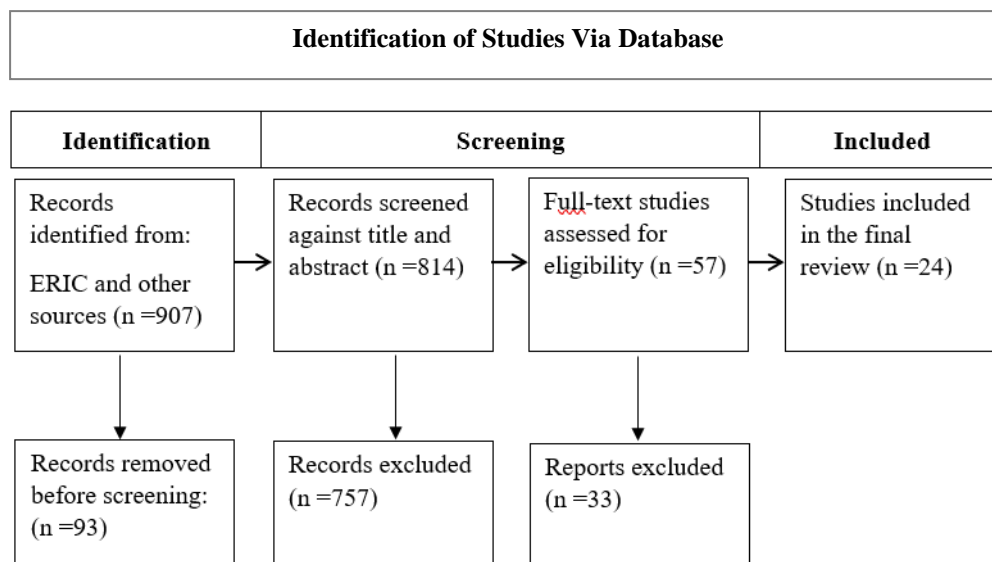 Identification of Studies Via Database
Identification
Screening
Included
Records
identified from:
ERIC and other
sources (n =907)
Records screened
against title and
abstract (n =814)
Full-text studies
assessed for
eligibility (n =57)
Studies included
in the final
review (n =24)
Records removed
before screening:
(n =93)
Records excluded
(n =757)
Reports excluded
(n =33)